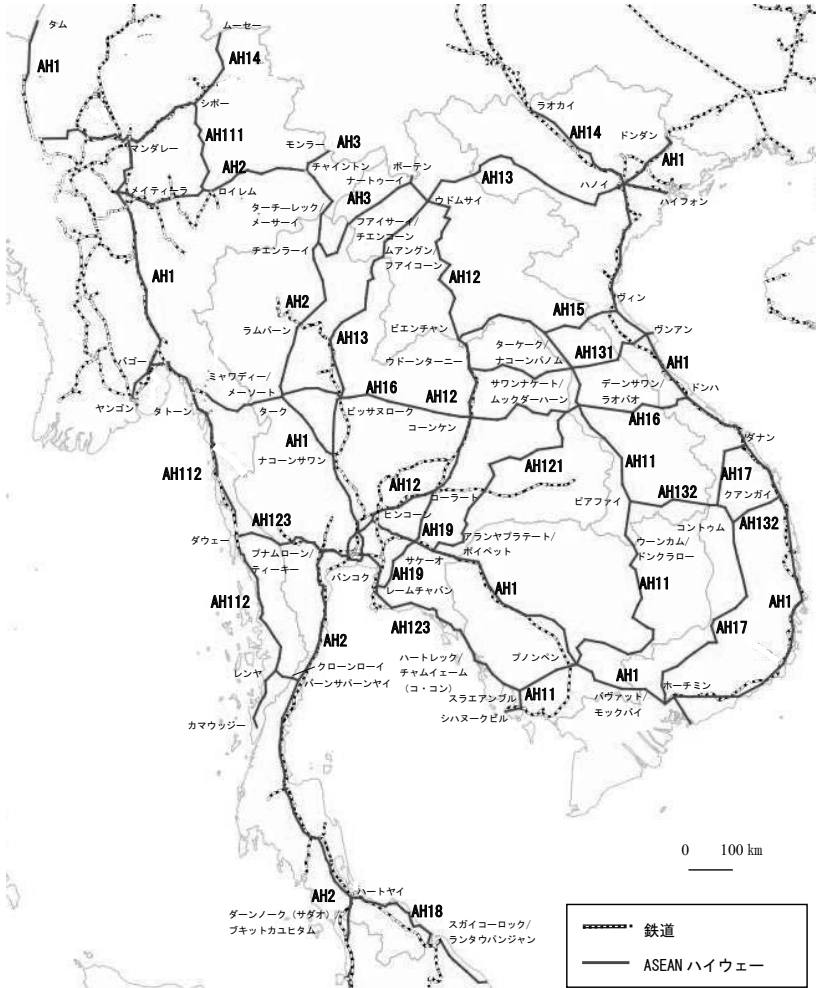 タム
ムーセー
AH1
AH14
シボー
ラオカイ
AH111
モンラー
AH3
AH14
ドンダン
マンダレー
AH2
チャイントン
ボーテン
AH13
AH1
ナートゥーイ
ハノイ
メイティーラ
ロイレム
AH3
ウドムサイ
ハイフォン
ターチーレック/
メーサーイ
フアイサーイ/
チエンコーン
チエンラーイ
ムアングン/
フアイコーン
AH12
AH1
AH2
AH15
ヴィン
ラムパーン
ビエンチャン
AH13
ターケーク/
ナコーンパノム
AH131
ヴンアン
ウドーンターニー
AH1
バゴー
ミャワディー/
メーソート
AH16
AH12
サワンナケート/
ムックダーハーン
デーンサワン/
ラオバオ
ドンハ
ヤンゴン
タトーン
ターク
ピッサヌローク
コーンケン
AH16
AH1
ダナン
ナコーンサワン
AH11
AH121
AH17
AH112
AH12
コーラート
クアンガイ
ピアファイ
AH132
AH123
ヒンコーン
コントゥム
AH132
アランヤプラテート/
ポイペット
ウーンカム/
ドンクラロー
ダウェー
プナムローン/
ティーキー
AH19
サケーオ
バンコク
AH19
レームチャバン
AH1
AH11
AH1
AH112
AH123
AH17
AH2
クローンローイ
レンヤ
バーンサパーンヤイ
ハートレック/
チャムイェーム
(コ・コン)
プノンペン
AH1
ホーチミン
スラエアンブル
AH11
バヴァット/
モックバイ
カマウッジー
シハヌークビル
0 100 km
ハートヤイ
AH2
AH18
ダーンノーク (サダオ)/
ブキットカユヒタム
スガイコーロック/
ランタウパンジャン
鉄道
ASEAN ハイウェー